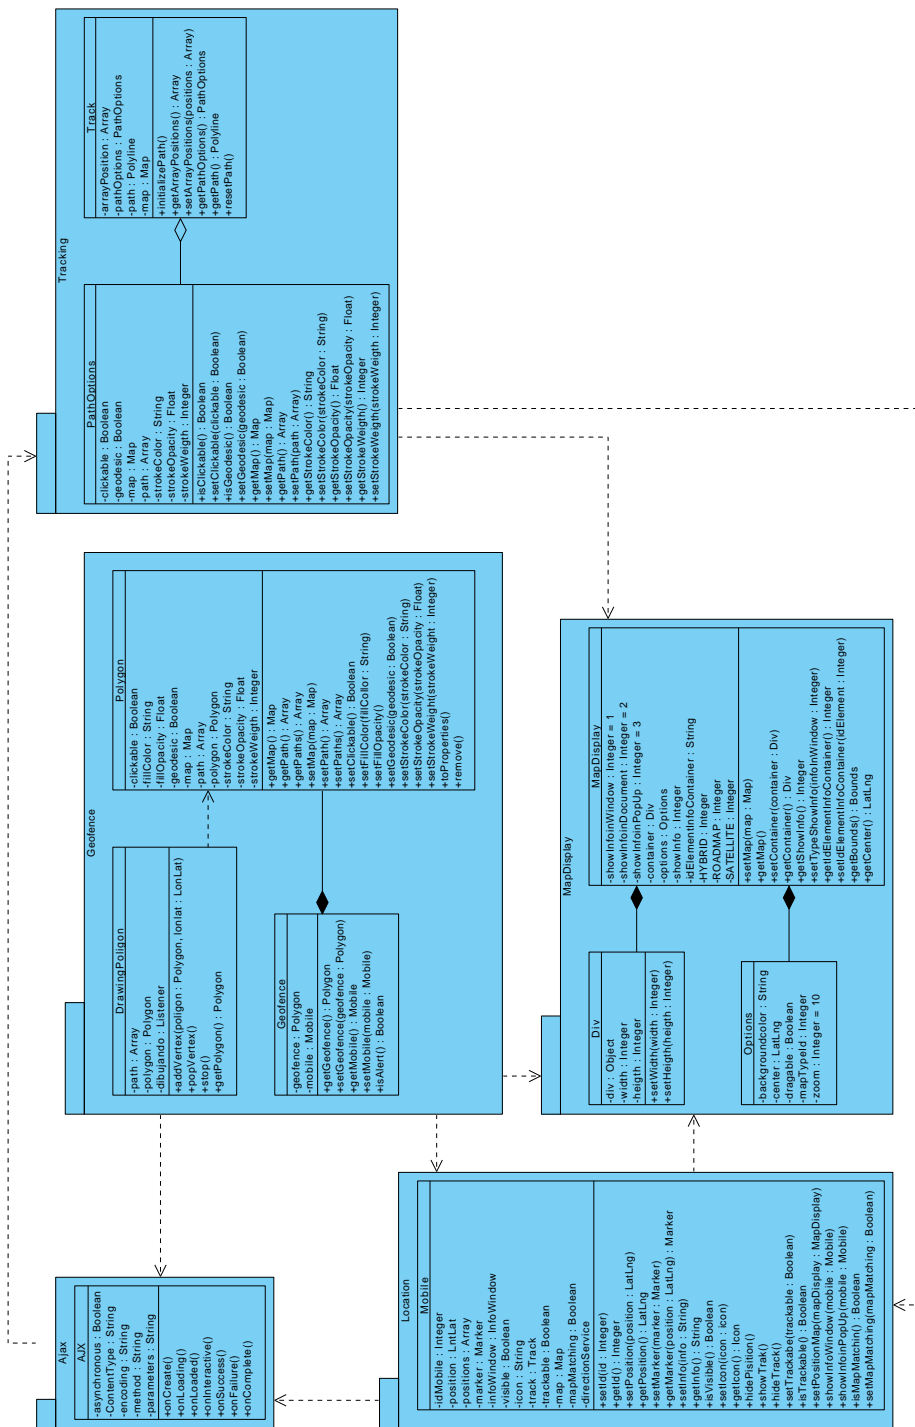 Ajax
AJX
-asynchronous : Boolean
-ContentType : String
-encoding : String
-method : String
-parameters : String
+onCreate()
+onLoading()
+onLoaded()
+onInteractive()
+onSuccess()
+onFailure()
+onComplete()
Location
Mobile
-idMobile : Integer
-position : LntLat
-positions : Array
-marker : Marker
-infoWindow : InfoWindow
-visible : Boolean
-icon : String
-track : Track
-trackable : Boolean
-map : Map
-mapMatching : Boolean
-directionService
+setId(id : Integer)
+getId() : Integer
+setPosition(position : LatLng)
+getPosition() : LatLng
+setMarker(marker : Marker)
+getMarker(position : LatLng) : Marker
+setInfo(info : String)
+getInfo() : String
+isVisible() : Boolean
+setIcon(icon : icon)
+getIcon() : Icon
+hidePosition()
+showTrak()
+hideTrack()
+setTrackable(trackable : Boolean)
+isTrackable() : Boolean
+setPositionMap(mapDisplay : MapDisplay)
+showInfoWindow(mobile : Mobile)
+showInfoinPopUp(mobile : Mobile)
+isMapMatchin() : Boolean
+setMapMatching(mapMatching : Boolean)
Geofence
DrawingPoligon
-path : Array
-polygon : Polygon
-dibujando : Listener
+addVertex(poligon : Polygon, lonlat : LonLat)
+popVertex()
+stop()
+getPolygon() : Polygon
Geofence
-geofence : Polygon
-mobile : Mobile
+getGeofence() : Polygon
+setGeofence(geofence : Polygon)
+getMobile() : Mobile
+setMobile(mobile : Mobile)
+isAlert() : Boolean
Polygon
-clickable : Boolean
-fillColor : String
-fillOpacity : Float
-geodesic : Boolean
-map : Map
-path : Array
-polygon : Polygon
-strokeColor : String
-strokeOpacity : Float
-strokeWeigth : Integer
+getMap() : Map
+getPath() : Array
+getPaths() : Array
+setMap(map : Map)
+setPath() : Array
+setPaths() : Array
+setClickable() : Boolean
+setFillColor(fillCollor : String)
+setFillOpacity()
+setGeodesic(geodesic : Boolean)
+setStrokeColor(strokeColor : String)
+setStrokeOpacity(strokeOpacity : Float)
+setStrokeWeight(strokeWeight : Integer)
+toProperties()
+remove()
MapDisplay
Div
-div : Object
-width : Integer
-heigth : Integer
+setWidth(width : Integer)
+setHeigth(heigth : Integer)
Options
-backgroundcolor : String
-center : LatLng
-dragable : Boolean
-mapTypeId : Integer
-zoom : Integer = 10
MapDisplay
-showInfoinWindow : Integer = 1
-showInfoinDocument : Integer = 2
-showInfoinPopUp : Integer = 3
-container : Div
-options : Options
-showInfo : Integer
-idElementInfoContainer : String
-HYBRID : Integer
-ROADMAP : Integer
-SATELLITE : Integer
+setMap(map : Map)
+getMap()
+setContainer(container : Div)
+getContainer() : Div
+getShowInfo() : Integer
+setTypeShowInfo(infoinWindow : Integer)
+getIdElementInfoContainer() : Integer
+setIdElementInfoContainer(idElement : Integer)
+getBounds() : Bounds
+getCenter() : LatLng
Tracking
PathOptions
-clickable : Boolean
-geodesic : Boolean
-map : Map
-path : Array
-strokeColor : String
-strokeOpacity : Float
-strokeWeigth : Integer
+isClickable() : Boolean
+setClickable(clickable : Boolean)
+isGeodesic() : Boolean
+setGeodesic(geodesic : Boolean)
+getMap() : Map
+setMap(map : Map)
+getPath() : Array
+setPath(path : Array)
+getStrokeColor() : String
+setStrokeColor(strokeColor : String)
+getStrokeOpacity() : Float
+setStrokeOpacity(strokeOpacity : Float)
+getStrokeWeigth() : Integer
+setStrokeWeigth(strokeWeigth : Integer)
Track
-arrayPosition : Array
-pathOptions : PathOptions
-path : Polyline
-map : Map
+initializePath()
+getArrayPositions() : Array
+setArrayPositions(positions : Array)
+getPathOptions() : PathOptions
+getPath() : Polyline
+resetPath()